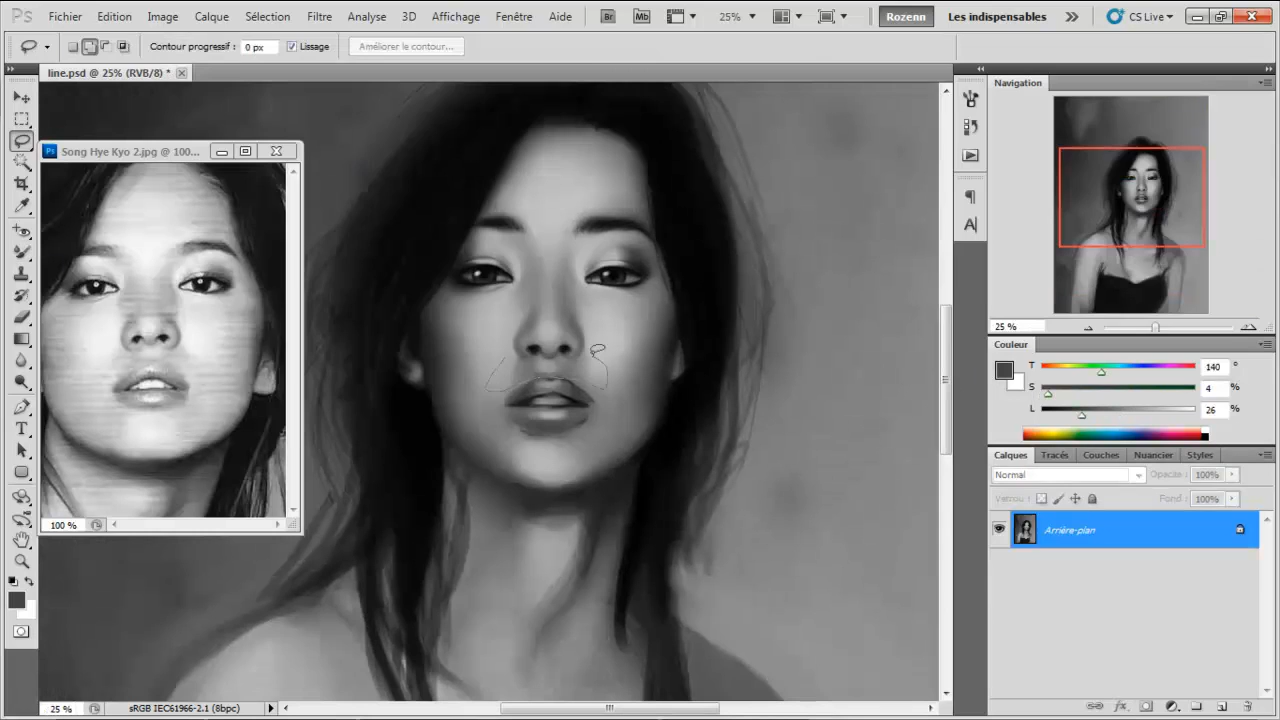 Ps Fichier Edition Image Calque Sélection Filtre Analyse 3D Affichage Fenêtre Aide Br Mb 25% Rozenn Les indispensables CS Live
Contour progressif : 0 px Lissage Améliorer le contour...
line.psd @ 25% (RVB/8) *
Ps Song Hye Kyo 2.jpg @ 100...
100 %
25 % sRGB IEC61966-2.1 (8bpc)
Navigation
25 %
Couleur
T 140 °
S 4 %
L 26 %
Calques Tracés Couches Nuancier Styles
Normal Opacité : 100%
Verrou : Fond : 100%
Arrière-plan